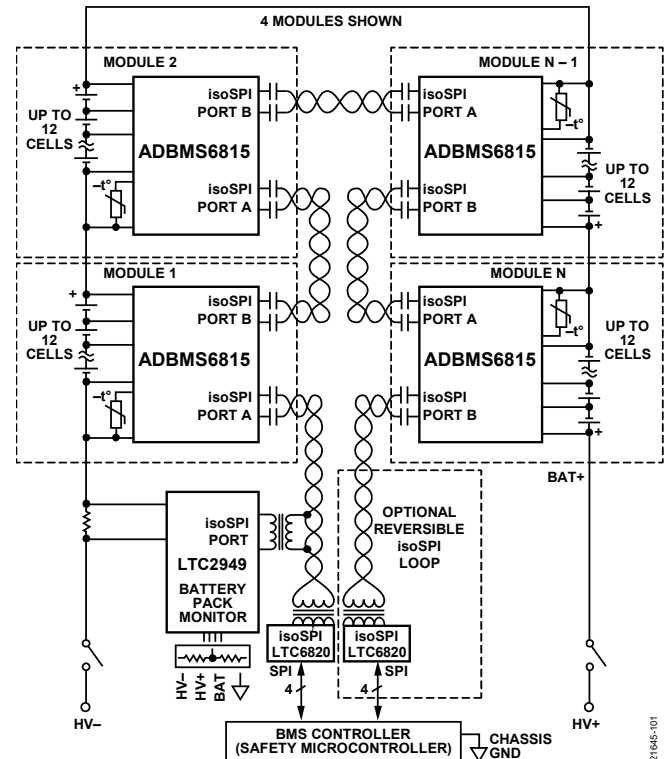 4 MODULES SHOWN
MODULE 2
+
UP TO
12
CELLS
–t°
isoSPI
PORT B
ADBMS6815
isoSPI
PORT A
MODULE N – 1
isoSPI
PORT A
ADBMS6815
isoSPI
PORT B
–t°
UP TO
12
CELLS
+
MODULE 1
+
UP TO
12
CELLS
–t°
isoSPI
PORT B
ADBMS6815
isoSPI
PORT A
MODULE N
isoSPI
PORT A
ADBMS6815
isoSPI
PORT B
–t°
UP TO
12
CELLS
+
BAT+
isoSPI
PORT
LTC2949
BATTERY
PACK
MONITOR
OPTIONAL
REVERSIBLE
isoSPI
LOOP
isoSPI
LTC6820
isoSPI
LTC6820
SPI
4
SPI
4
HV–
HV+
BAT
HV–
HV+
BMS CONTROLLER
(SAFETY MICROCONTROLLER)
CHASSIS
GND
21645-101